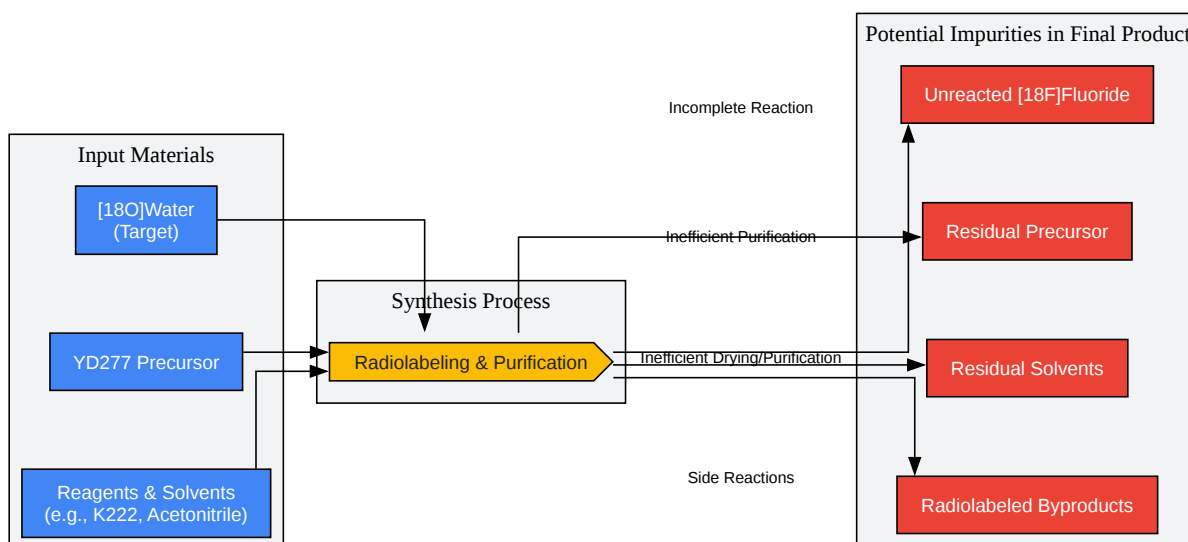 Input Materials
[18O]Water
(Target)
YD277 Precursor
Reagents & Solvents
(e.g., K222, Acetonitrile)
Synthesis Process
Radiolabeling & Purification
Incomplete Reaction
Inefficient Purification
Inefficient Drying/Purification
Side Reactions
Potential Impurities in Final Product
Unreacted [18F]Fluoride
Residual Precursor
Residual Solvents
Radiolabeled Byproducts